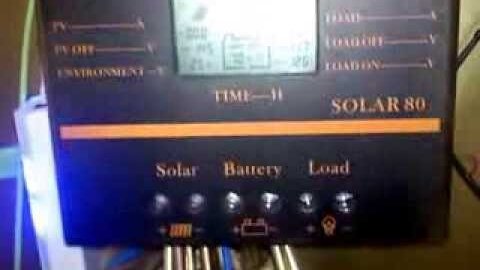 PV A
PV OFF V
ENVIRONMENT V
LOAD A
LOAD OFF V
LOAD ON V
TIME H
SOLAR 80
Solar Battery Load
+ - + - + -